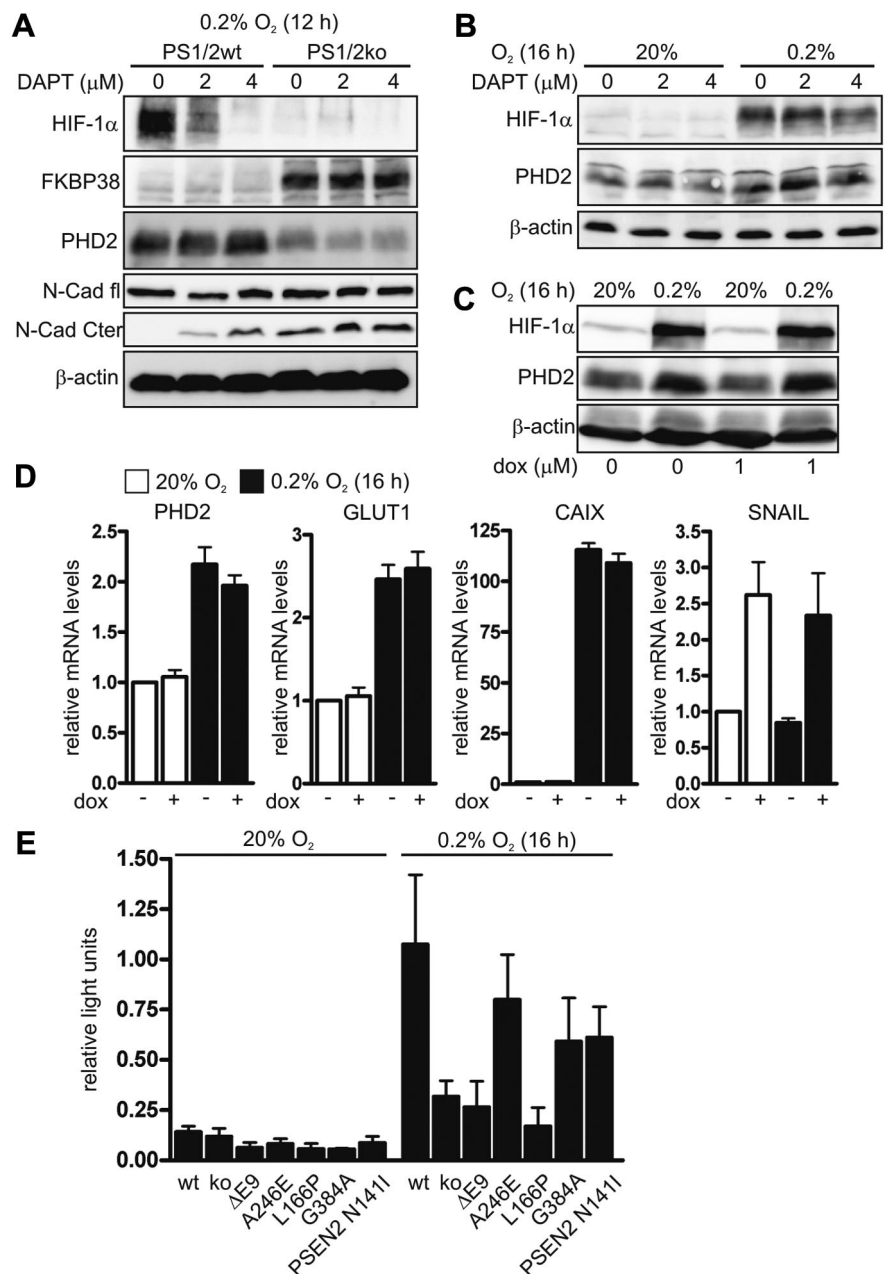 A
0.2% O₂ (12 h)
PS1/2wt PS1/2ko
DAPT (μM) 0 2 4 0 2 4
HIF-1α
FKBP38
PHD2
N-Cad fl
N-Cad Cter
β-actin
B
O₂ (16 h) 20% 0.2%
DAPT (μM) 0 2 4 0 2 4
HIF-1α
PHD2
β-actin
C
O₂ (16 h) 20% 0.2% 20% 0.2%
HIF-1α
PHD2
β-actin
dox (μM) 0 0 1 1
D
20% O₂ 0.2% O₂ (16 h)
PHD2
relative mRNA levels
2.5
2.0
1.5
1.0
0.5
0.0
dox - + - +
GLUT1
relative mRNA levels
2
1
0
dox - + - +
CAIX
relative mRNA levels
125
100
75
50
25
0
dox - + - +
SNAIL
relative mRNA levels
3.5
3.0
2.5
2.0
1.5
1.0
0.5
0.0
dox - + - +
E
20% O₂ 0.2% O₂ (16 h)
relative light units
1.50
1.25
1.00
0.75
0.50
0.25
0.00
wt ko ΔE9 A246E L166P G384A PSEN2 N141I wt ko ΔE9 A246E L166P G384A PSEN2 N141I